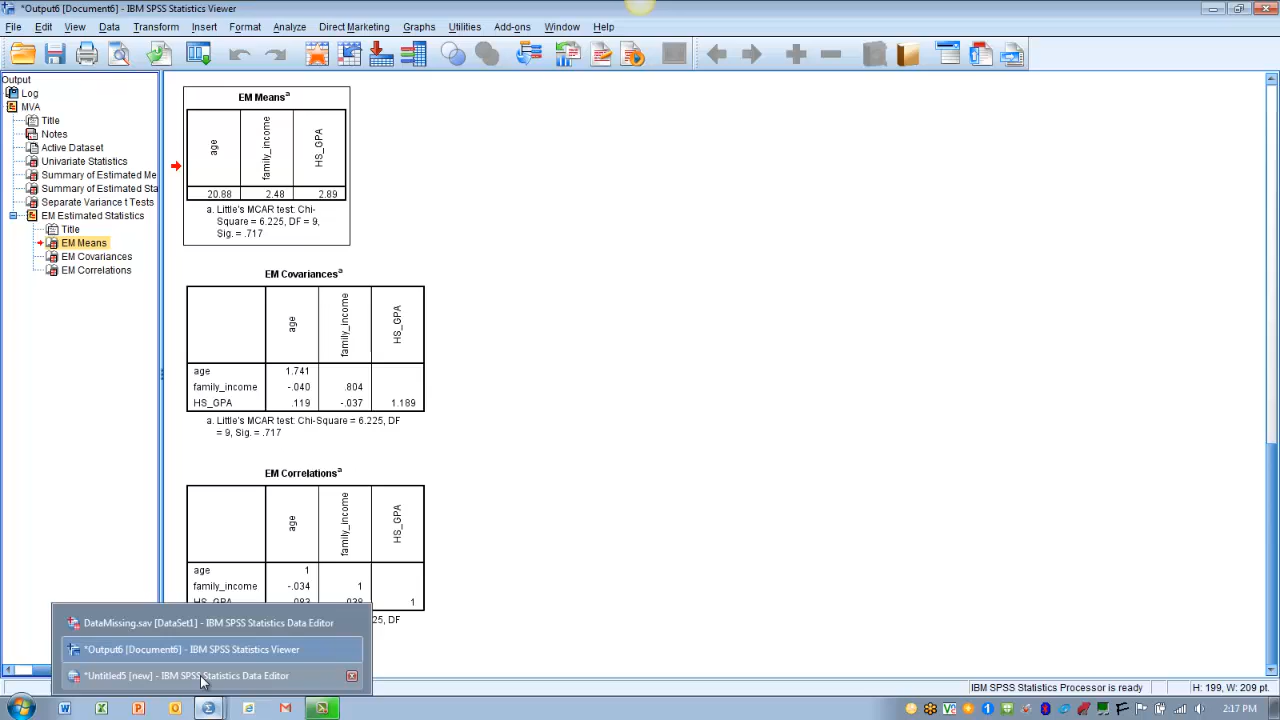 *Output6 [Document6] - IBM SPSS Statistics Viewer
File Edit View Data Transform Insert Format Analyze Direct Marketing Graphs Utilities Add-ons Window Help
Output
Log
MVA
Title
Notes
Active Dataset
Univariate Statistics
Summary of Estimated Me
Summary of Estimated Sta
Separate Variance t Tests
EM Estimated Statistics
Title
EM Means
EM Covariances
EM Correlations
EM Means a
age family_income HS_GPA
20.88 2.48 2.89
a. Little's MCAR test: Chi-
Square = 6.225, DF = 9,
Sig. = .717
EM Covariances a
age family_income HS_GPA
age 1.741
family_income -.040 .804
HS_GPA .119 -.037 1.189
a. Little's MCAR test: Chi-Square = 6.225, DF
= 9, Sig. = .717
EM Correlations a
age family_income HS_GPA
age 1
family_income -.034 1
1
25, DF
DataMissing.sav [DataSet1] - IBM SPSS Statistics Data Editor
*Output6 [Document6] - IBM SPSS Statistics Viewer
*Untitled5 [new] - IBM SPSS Statistics Data Editor
IBM SPSS Statistics Processor is ready H: 199, W: 209 pt.
2:17 PM